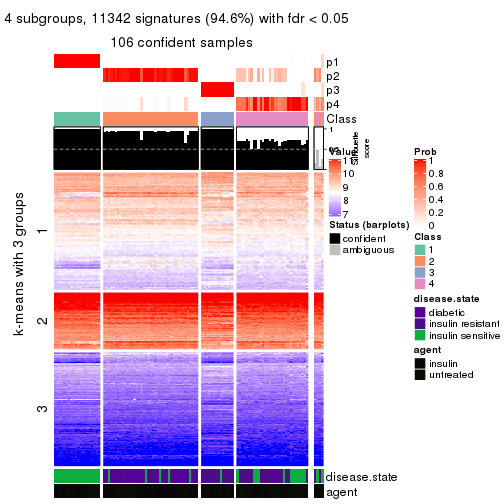 4 subgroups, 11342 signatures (94.6%) with fdr < 0.05
106 confident samples
p1
p2
p3
p4
Class
1
0.5
Silhouette
score
k-means with 3 groups
1
2
3
disease.state
agent
Value
11
10
9
8
7
Status (barplots)
confident
ambiguous
Prob
1
0.8
0.6
0.4
0.2
0
Class
1
2
3
4
disease.state
diabetic
insulin resistant
insulin sensitive
agent
insulin
untreated